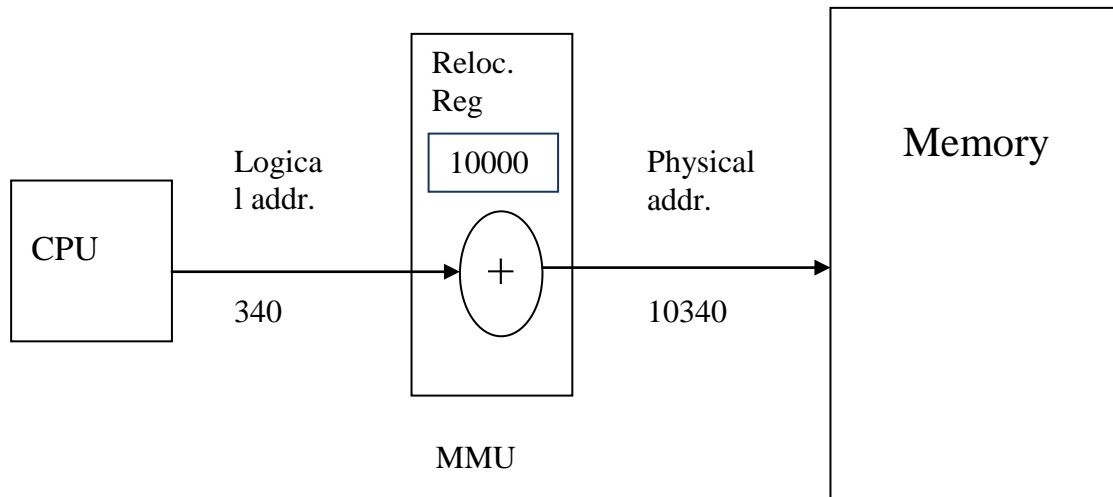 Reloc.
Reg
10000
Memory
Logica
l addr.
Physical
addr.
CPU
+
340
10340
MMU